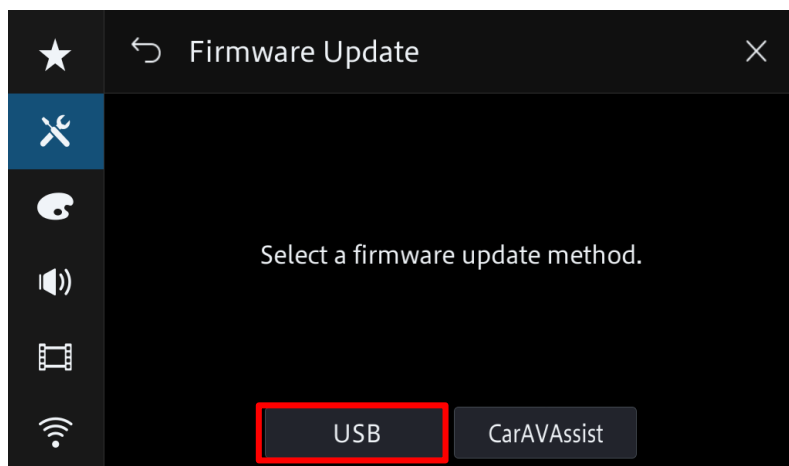 Firmware Update
Select a firmware update method.
USB
CarAVAssist